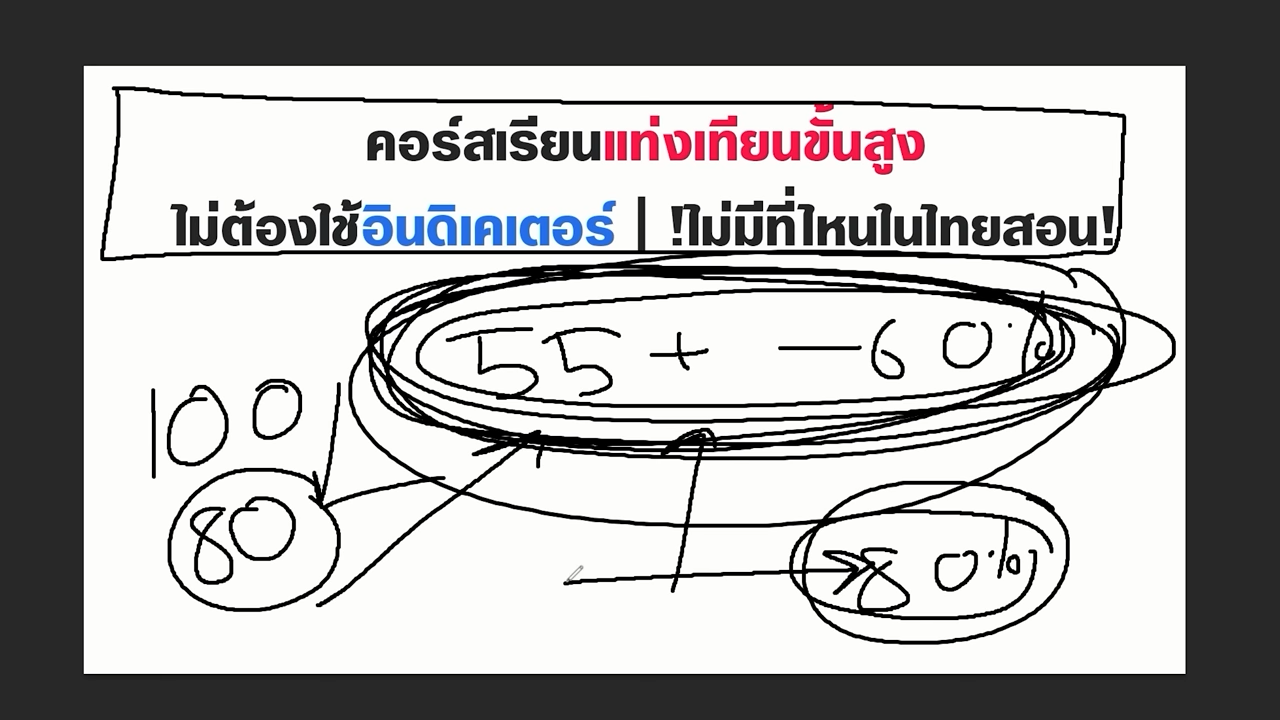 คอร์สเรียนแท่งเทียนขั้นสูง
ไม่ต้องใช้อินดิเคเตอร์ | !ไม่มีที่ไหนในไทยสอน!
55 + — 60%
100
80
80%